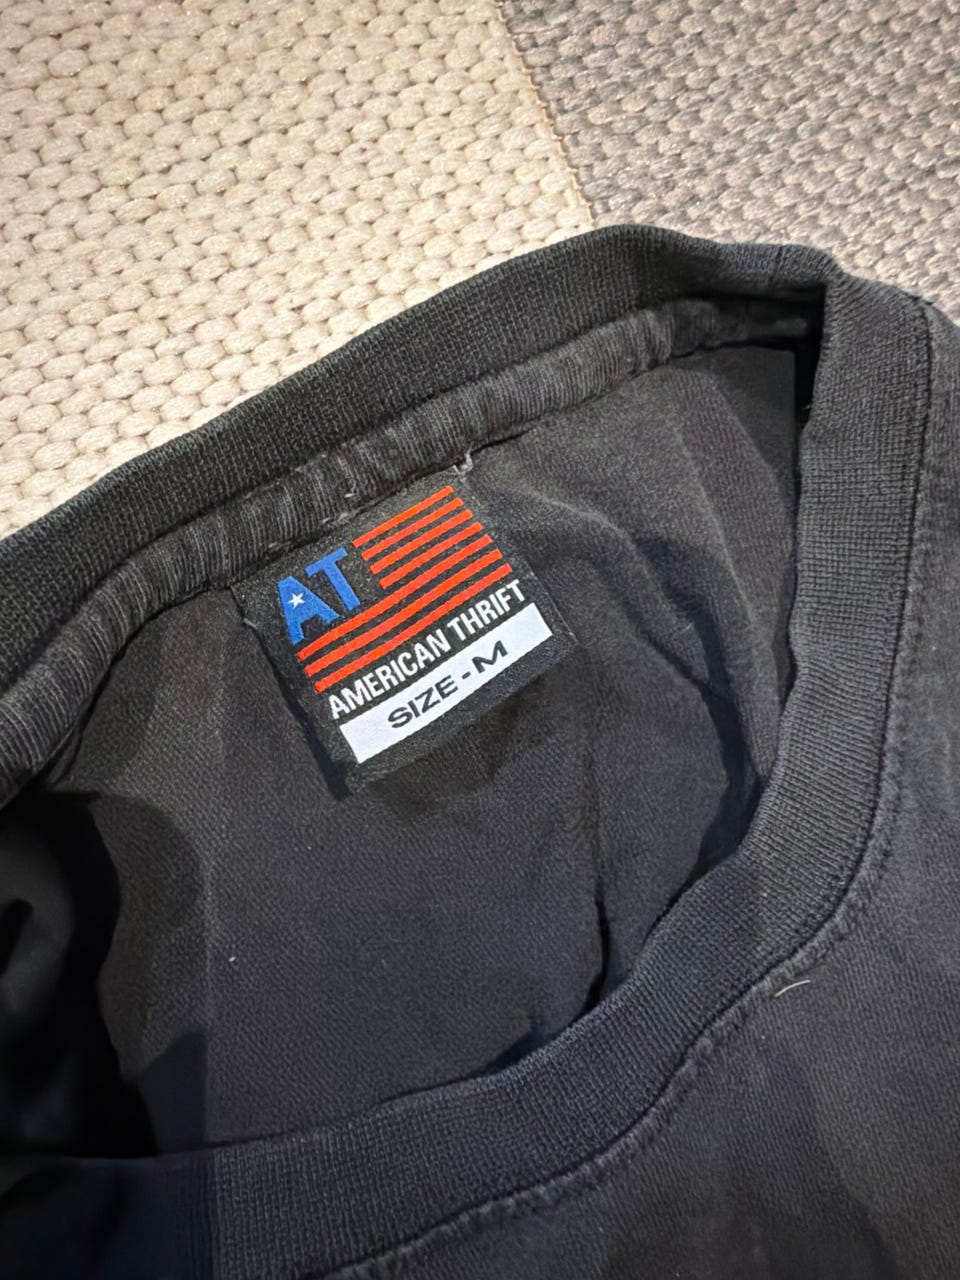 AT
AMERICAN THRIFT
SIZE - M